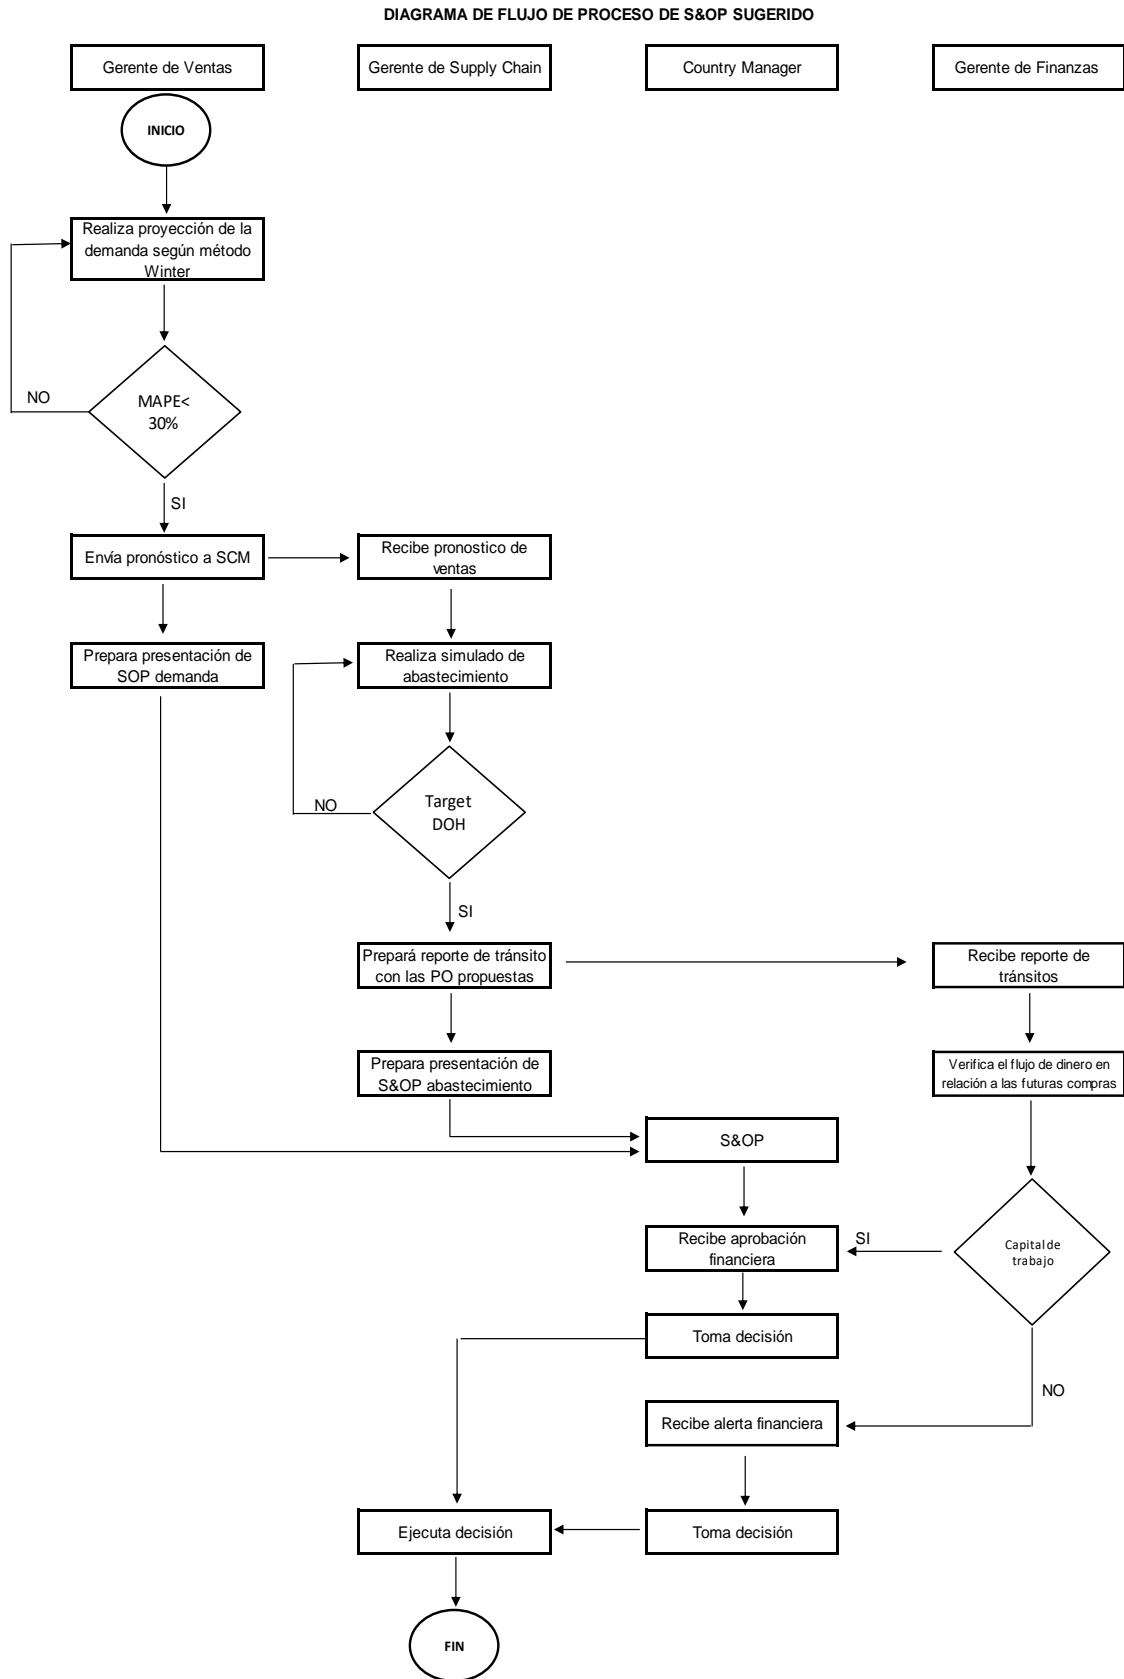 DIAGRAMA DE FLUJO DE PROCESO DE S&OP SUGERIDO
Gerente de Ventas
Gerente de Supply Chain
Country Manager
Gerente de Finanzas
INICIO
Realiza proyección de la
demanda según método
Winter
NO
MAPE<
30%
SI
Envía pronóstico a SCM
Recibe pronostico de
ventas
Prepara presentación de
SOP demanda
Realiza simulado de
abastecimiento
NO
Target
DOH
SI
Prepará reporte de tránsito
con las PO propuestas
Recibe reporte de
tránsitos
Prepara presentación de
S&OP abastecimiento
Verifica el flujo de dinero en
relación a las futuras compras
S&OP
Recibe aprobación
financiera
SI
Capital de
trabajo
Toma decisión
NO
Recibe alerta financiera
Ejecuta decisión
Toma decisión
FIN